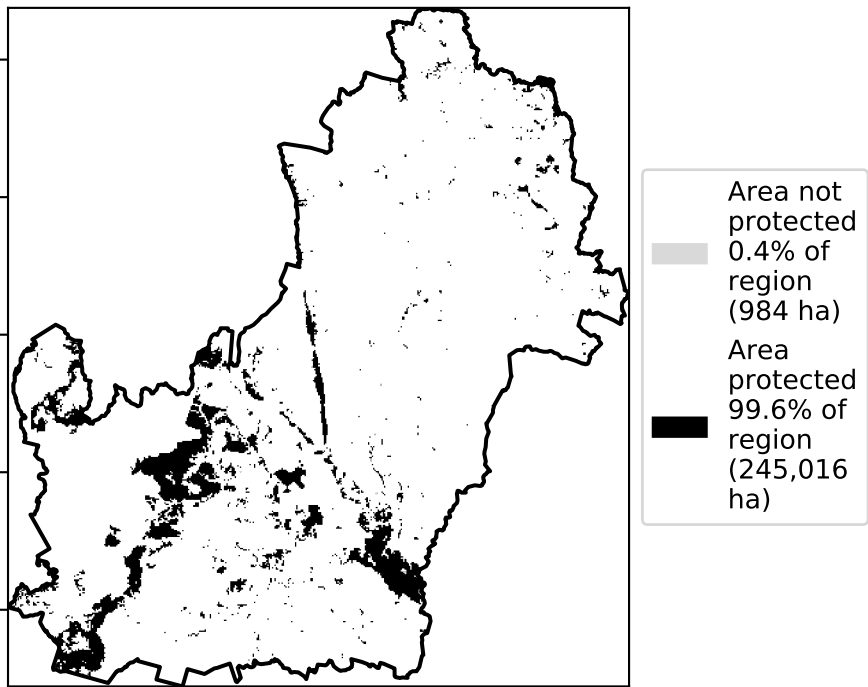 Area not
protected
0.4% of
region
(984 ha)
Area
protected
99.6% of
region
(245,016
ha)